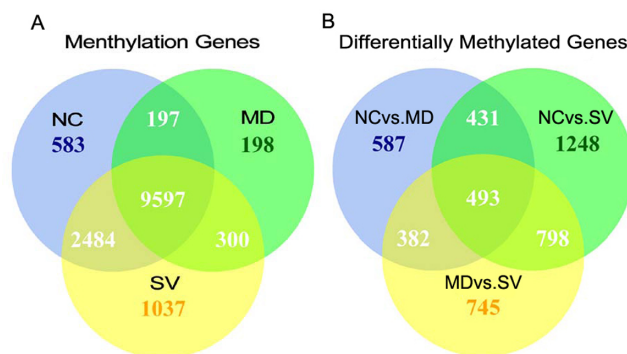 A
Menthylation Genes
NC
583
197
MD
198
9597
2484
300
SV
1037
B
Differentially Methylated Genes
NCvs.MD
587
431
NCvs.SV
1248
493
382
798
MDvs.SV
745